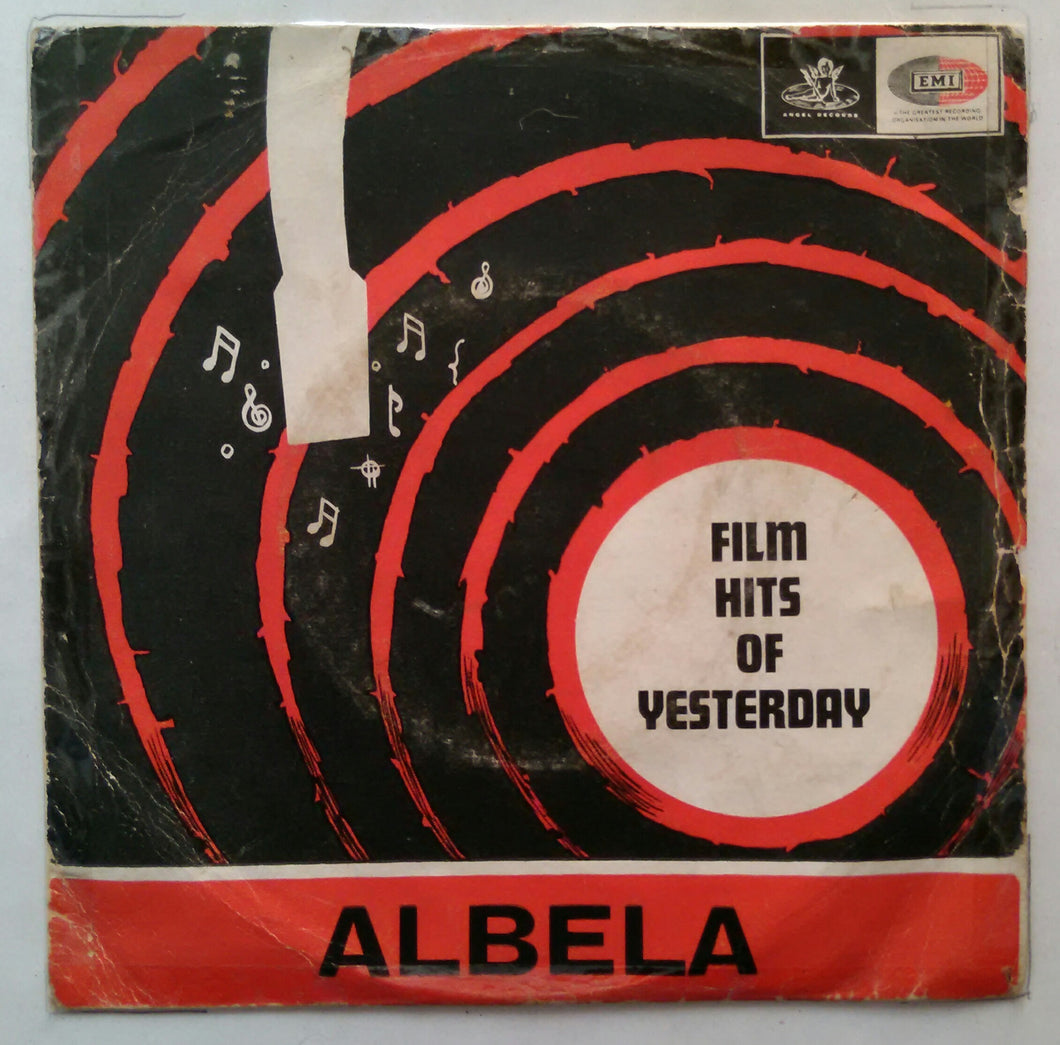 ANGEL RECORDS
EMI
THE GREATEST RECORDING
ORGANISATION IN THE WORLD
FILM
HITS
OF
YESTERDAY
ALBELA